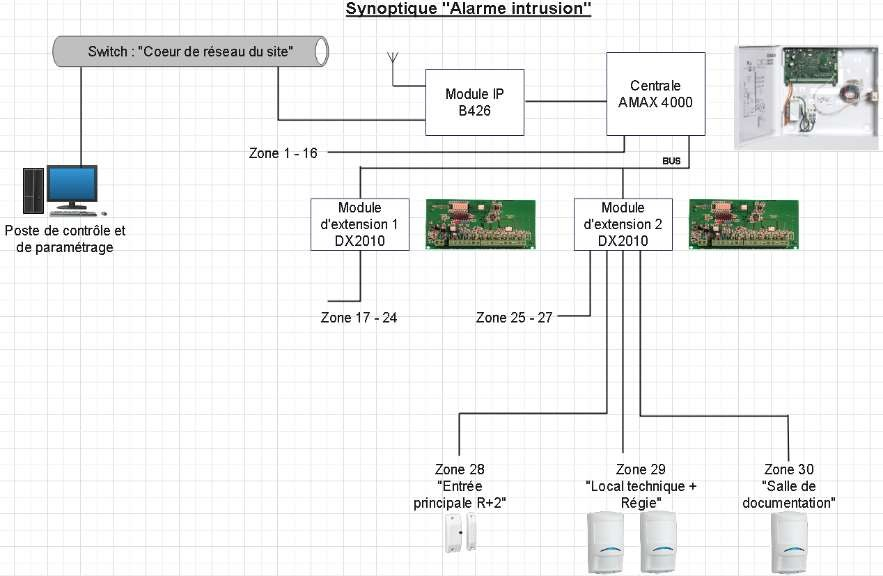 Synoptique "Alarme intrusion"
Switch : "Coeur de réseau du site"
Module IP
B426
Centrale
AMAX 4000
Zone 1 - 16
BUS
Poste de contrôle et
de paramétrage
Module
d'extension 1
DX2010
Module
d'extension 2
DX2010
Zone 17 - 24
Zone 25 - 27
Zone 28
"Entrée
principale R+2"
Zone 29
"Local technique +
Régie"
Zone 30
"Salle de
documentation"